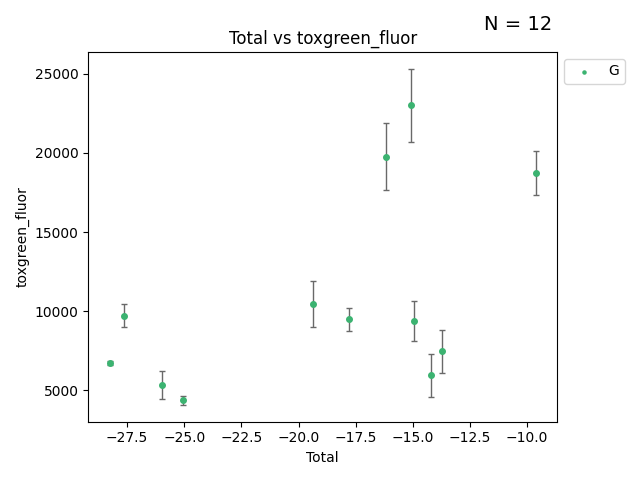 N = 12
Total vs toxgreen_fluor
G
25000
20000
15000
10000
5000
toxgreen_fluor
−27.5 −25.0 −22.5 −20.0 −17.5 −15.0 −12.5 −10.0
Total